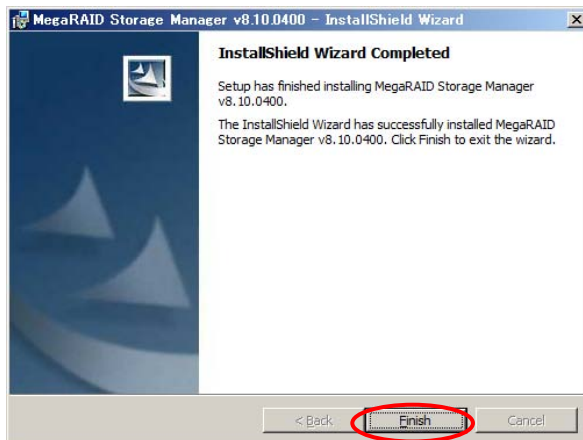 MegaRAID Storage Manager v8.10.0400 - InstallShield Wizard
InstallShield Wizard Completed
Setup has finished installing MegaRAID Storage Manager
v8.10.0400.
The InstallShield Wizard has successfully installed MegaRAID
Storage Manager v8.10.0400. Click Finish to exit the wizard.
< Back
Finish
Cancel